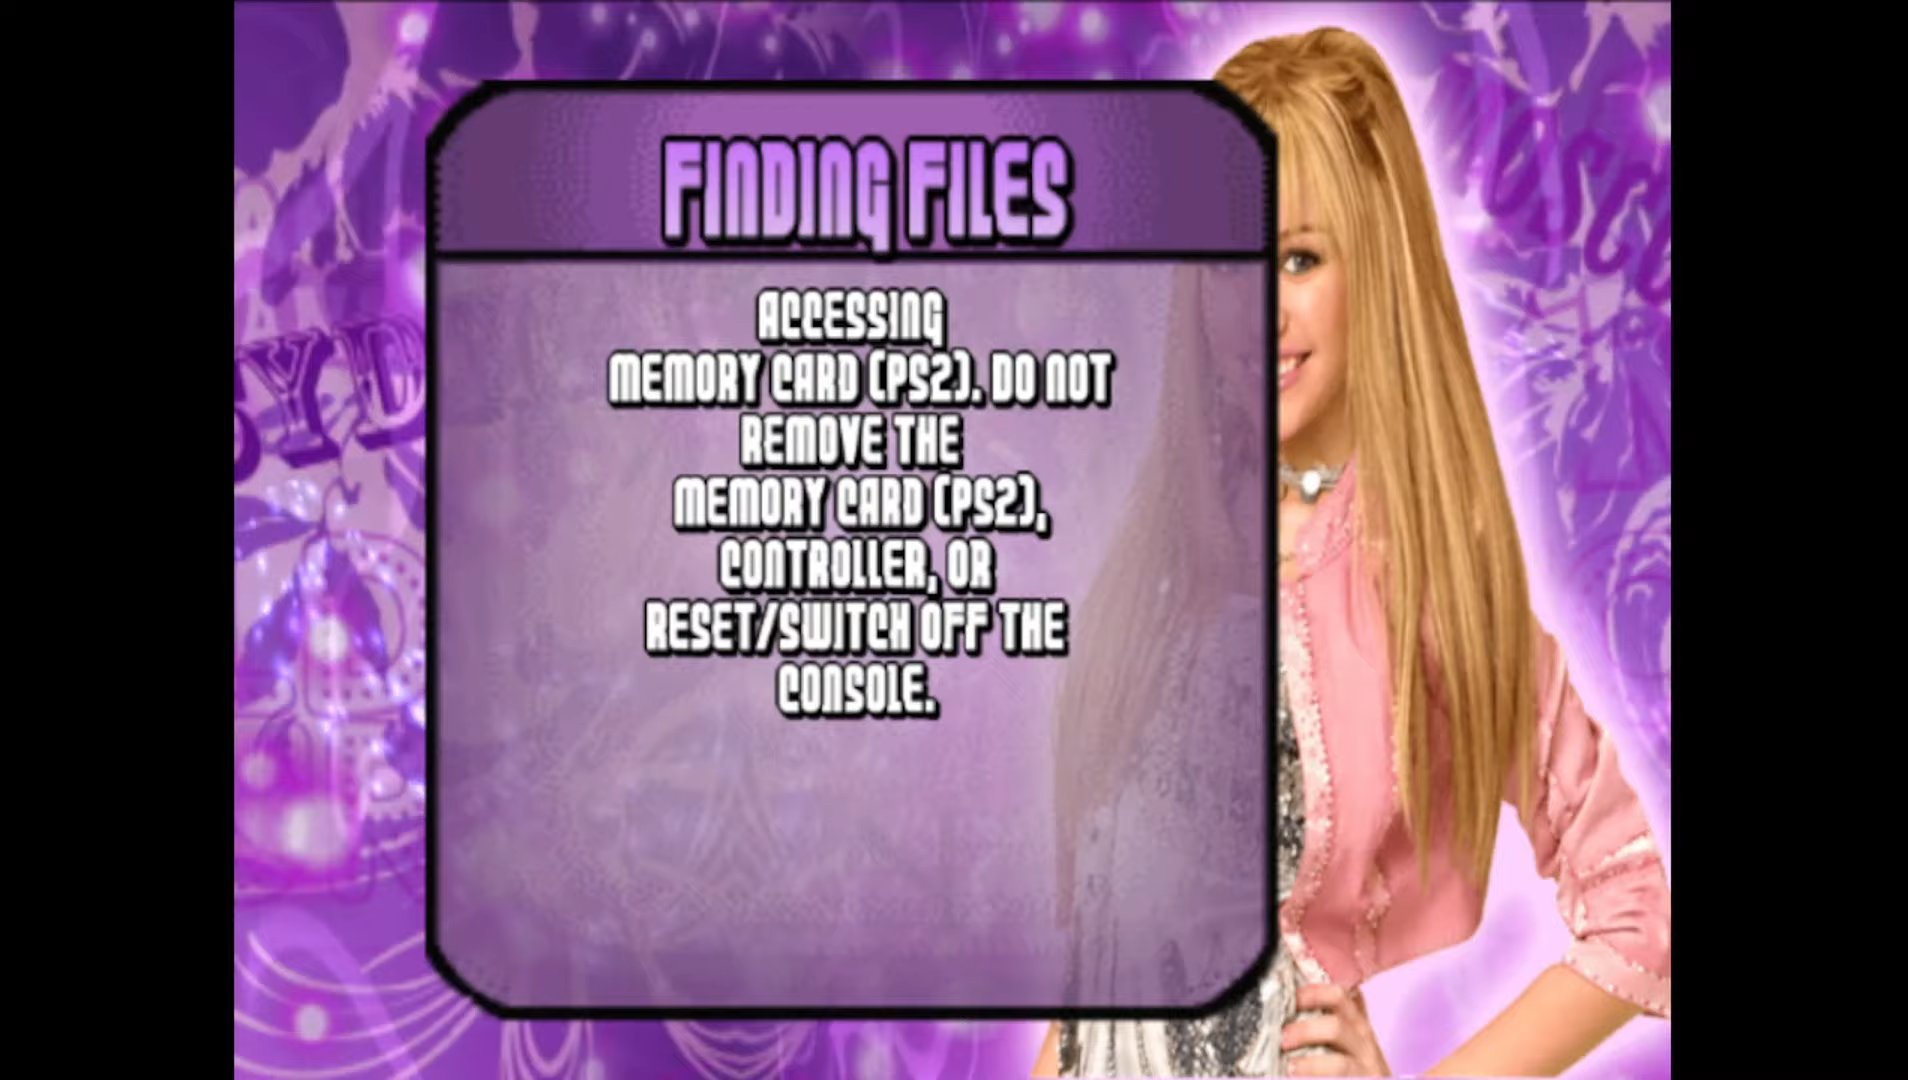 FINDING FILES
ACCESSING
MEMORY CARD (PS2). DO NOT
REMOVE THE
MEMORY CARD (PS2),
CONTROLLER, OR
RESET/SWITCH OFF THE
CONSOLE.